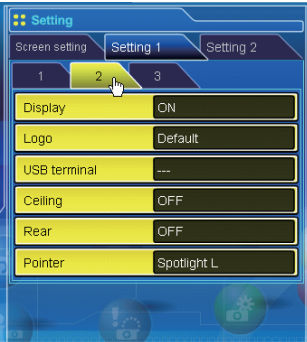 Setting
Screen setting Setting 1 Setting 2
1 2 3
Display ON
Logo Default
USB terminal ---
Ceiling OFF
Rear OFF
Pointer Spotlight L